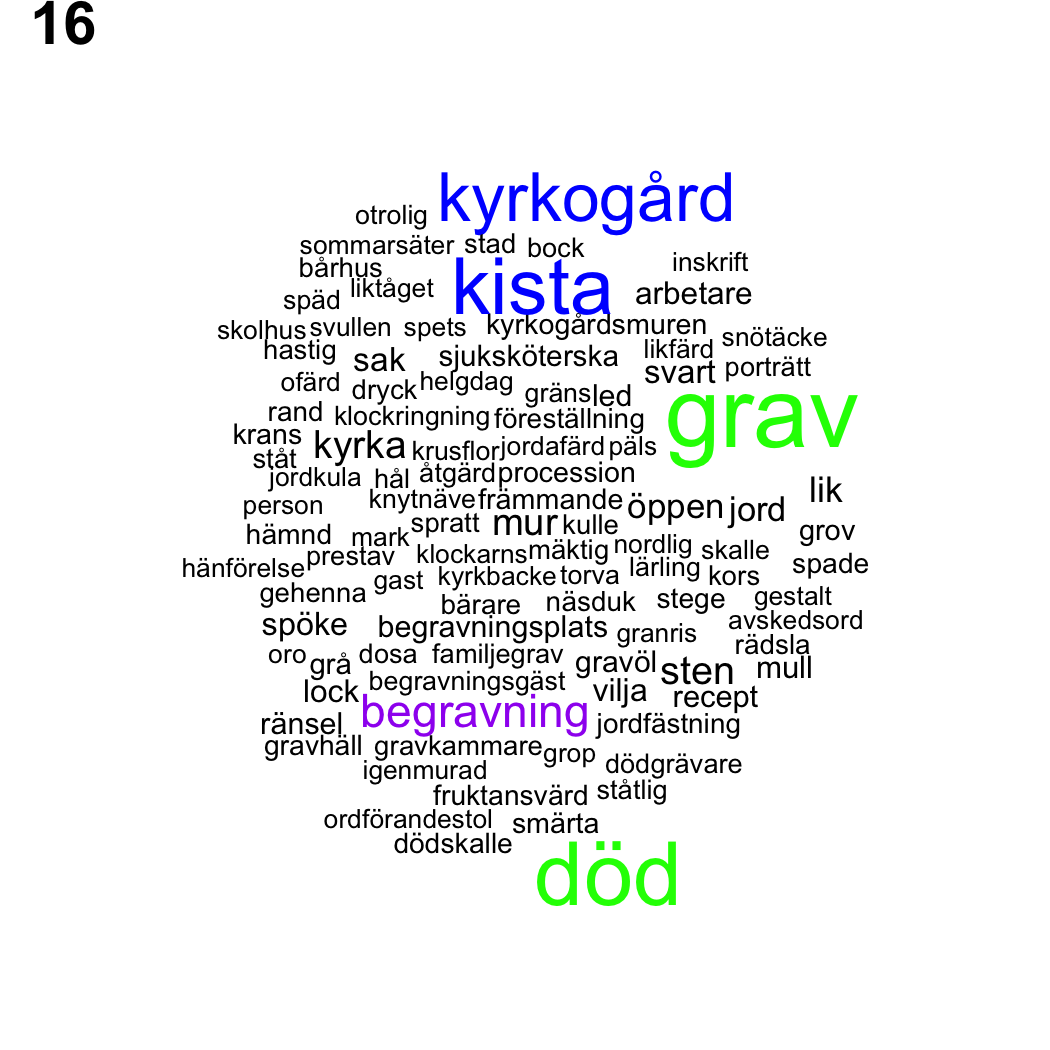 16
kyrkogård
otrolig
sommarsäter stad bock
bårhus kista inskrift
späd liktåget arbetare
skolhus svullen spets kyrkogårdsmuren snötäcke
hastig sak sjuksköterska likfärd
svart porträtt
ofärd dryck helgdag gräns led
rand klockringning föreställning grav
krans kyrka krusflor jordafärd päls
ståt
jordkula hål åtgärd procession
person knytnäve främmande öppen jord lik
hämnd mark spratt mur kulle grov
hänförelse prestav klockarns mäktig nordlig skalle spade
gehenna gast kyrkbacke torva lärling kors
bärare näsduk stege gestalt
spöke begravningsplats granris avskedsord
oro grå dosa familjegrav gravöl sten rädsla mull
lock begravningsgäst vilja recept
ränsel begravning jordfästning
gravhäll gravkammare grop dödgrävare
igenmurad
fruktansvärd ståtlig
ordförandestol smärta
dödskalle
död